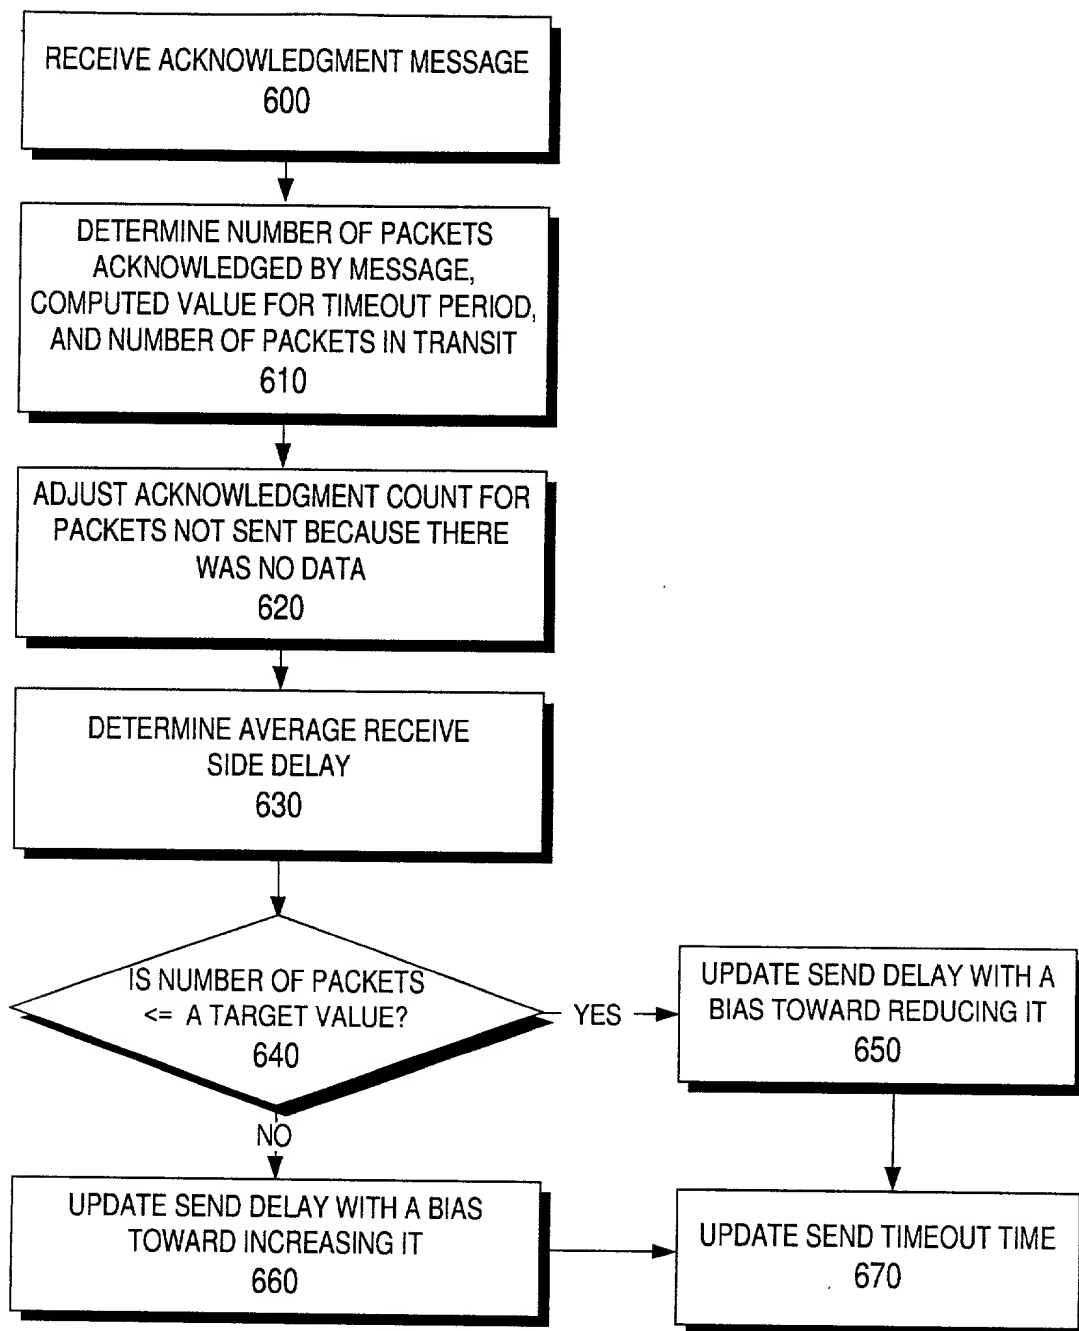 RECEIVE ACKNOWLEDGMENT MESSAGE
600
DETERMINE NUMBER OF PACKETS
ACKNOWLEDGED BY MESSAGE,
COMPUTED VALUE FOR TIMEOUT PERIOD,
AND NUMBER OF PACKETS IN TRANSIT
610
ADJUST ACKNOWLEDGMENT COUNT FOR
PACKETS NOT SENT BECAUSE THERE
WAS NO DATA
620
DETERMINE AVERAGE RECEIVE
SIDE DELAY
630
IS NUMBER OF PACKETS
<= A TARGET VALUE?
640
YES
UPDATE SEND DELAY WITH A
BIAS TOWARD REDUCING IT
650
NO
UPDATE SEND DELAY WITH A BIAS
TOWARD INCREASING IT
660
UPDATE SEND TIMEOUT TIME
670